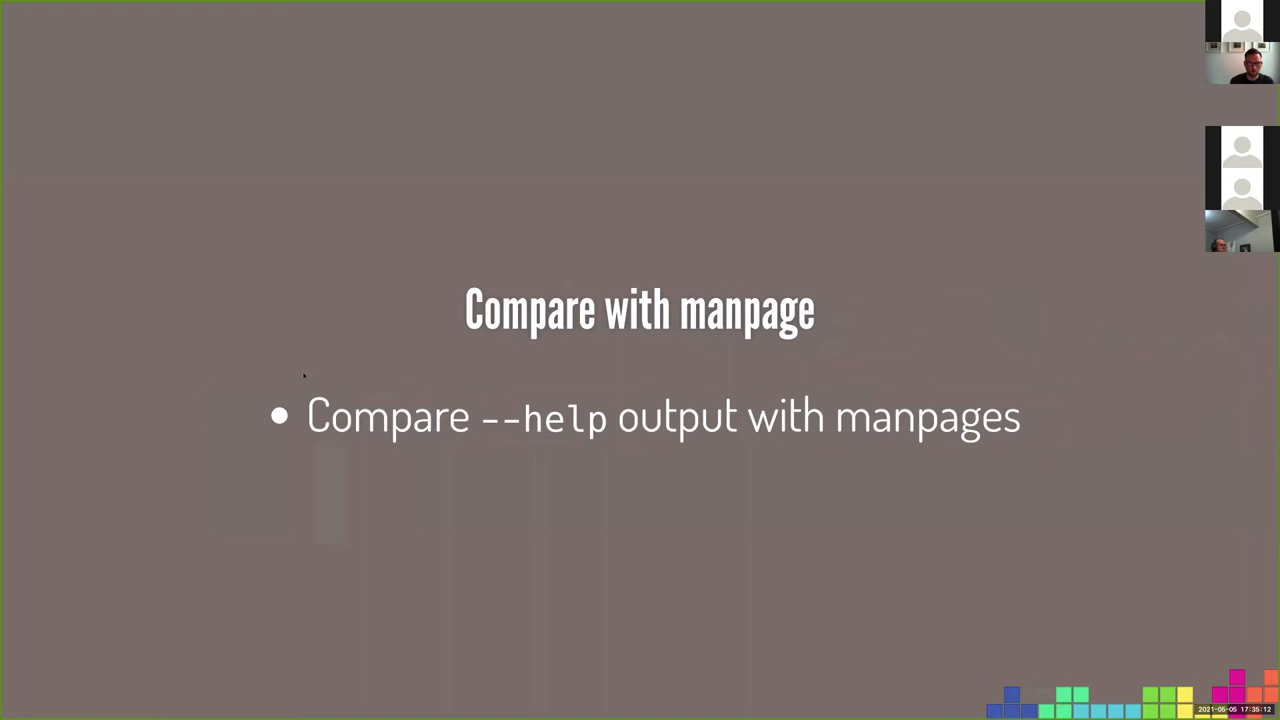 Compare with manpage
• Compare --help output with manpages
2021-05-05 17:35:12